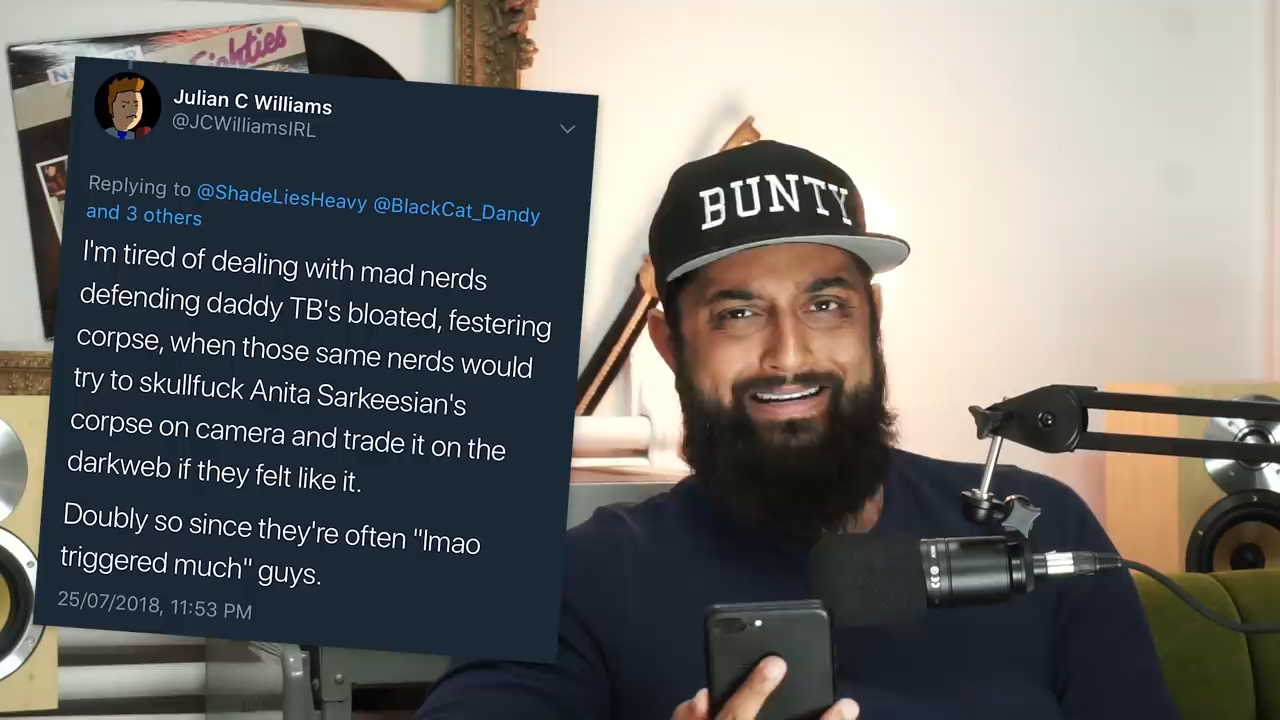 Eighties
Julian C Williams
@JCWilliamsIRL
Replying to @ShadeLiesHeavy @BlackCat_Dandy
and 3 others
I'm tired of dealing with mad nerds
defending daddy TB's bloated, festering
corpse, when those same nerds would
try to skullfuck Anita Sarkeesian's
corpse on camera and trade it on the
darkweb if they felt like it.
Doubly so since they're often "lmao
triggered much" guys.
25/07/2018, 11:53 PM
BUNTY